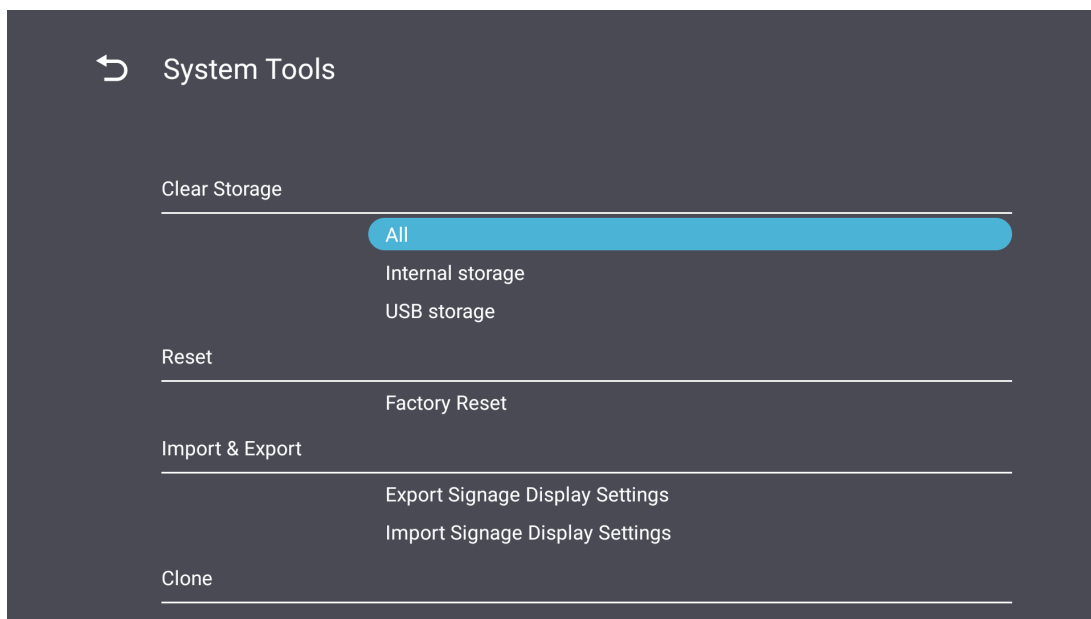 System Tools
Clear Storage
All
Internal storage
USB storage
Reset
Factory Reset
Import & Export
Export Signage Display Settings
Import Signage Display Settings
Clone